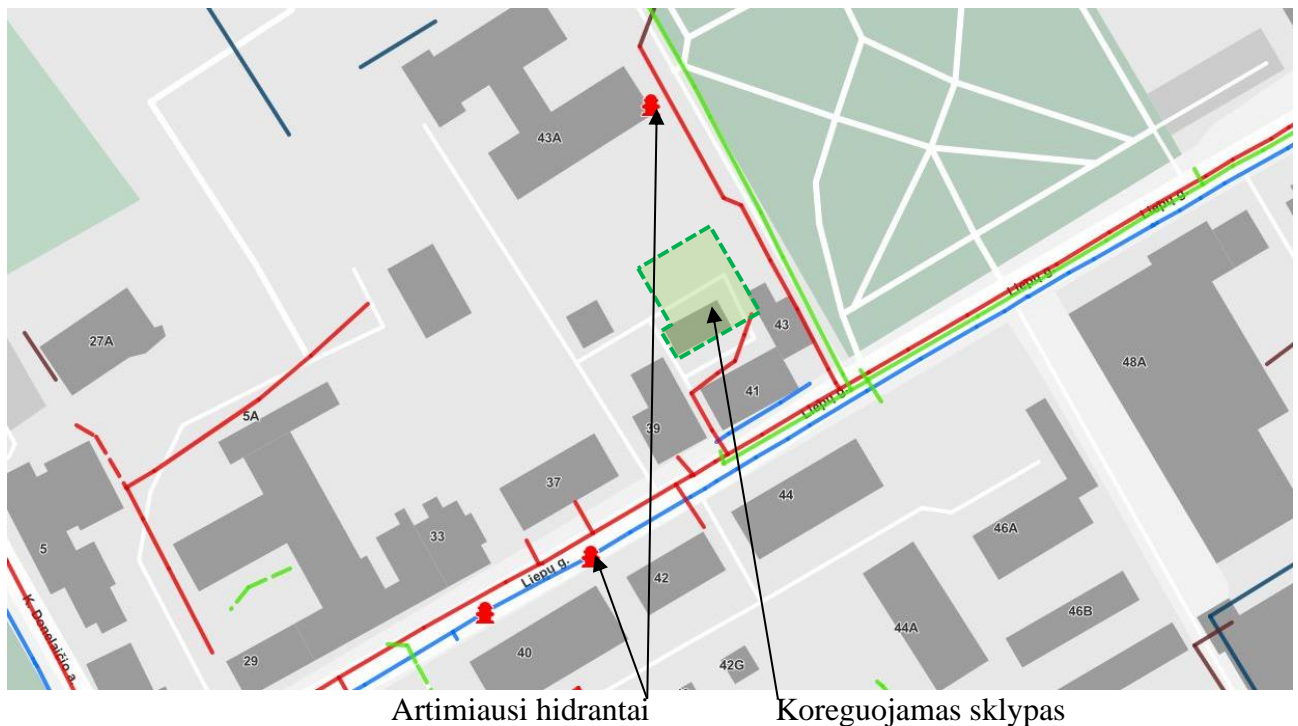 43A
Liepų g.
Liepų g.
27A
43
48A
41
5A
Liepų g.
39
37
44
5
33
46A
Liepų g.
42
K. Donelaičio a
44A
46B
40
29
42G
Artimiausi hidrantai
Koreguojamas sklypas